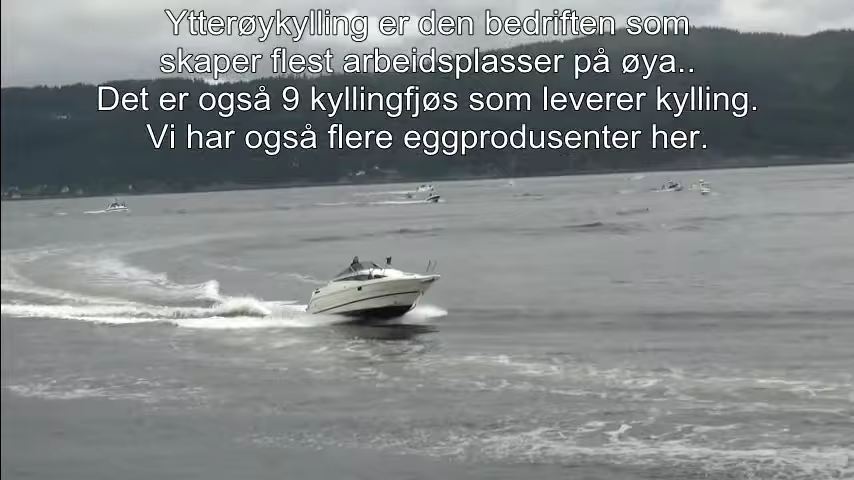 Ytterøykylling er den bedriften som
skaper flest arbeidsplasser på øya..
Det er også 9 kyllingfjøs som leverer kylling.
Vi har også flere eggprodusenter her.